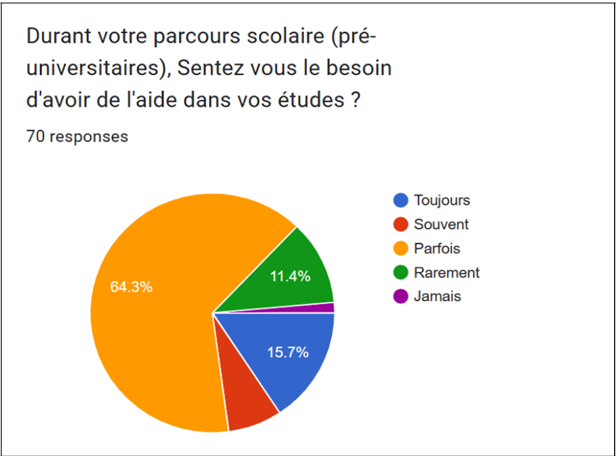 Durant votre parcours scolaire (pré-
universitaires), Sentez vous le besoin
d'avoir de l'aide dans vos études ?
70 responses
Toujours
Souvent
Parfois
Rarement
Jamais
64.3%
11.4%
15.7%